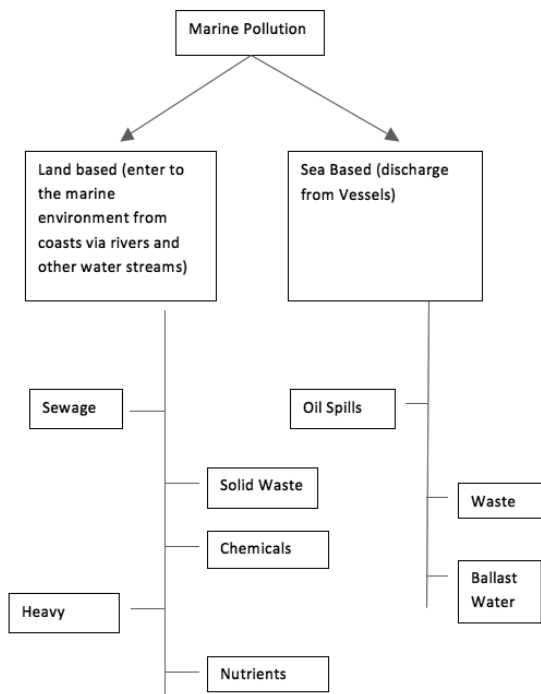 Marine Pollution
Land based (enter to
the marine
environment from
coasts via rivers and
other water streams)
Sea Based (discharge
from Vessels)
Sewage
Oil Spills
Solid Waste
Waste
Chemicals
Ballast
Water
Heavy
Nutrients